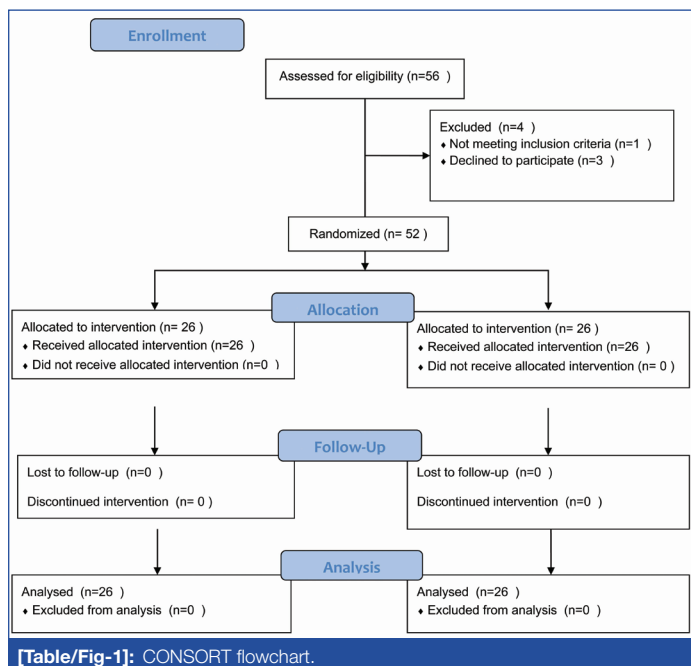 Enrollment
Assessed for eligibility (n=56 )
Excluded (n=4 )
♦ Not meeting inclusion criteria (n=1 )
♦ Declined to participate (n=3 )
Randomized (n= 52 )
Allocation
Allocated to intervention (n= 26 )
♦ Received allocated intervention (n=26 )
♦ Did not receive allocated intervention (n=0 )
Allocated to intervention (n= 26 )
♦ Received allocated intervention (n=26 )
♦ Did not receive allocated intervention (n= 0 )
Follow-Up
Lost to follow-up (n=0 )
Discontinued intervention (n= 0 )
Lost to follow-up (n=0 )
Discontinued intervention (n=0 )
Analysis
Analysed (n=26 )
♦ Excluded from analysis (n=0 )
Analysed (n=26 )
♦ Excluded from analysis (n=0 )
[Table/Fig-1]: CONSORT flowchart.